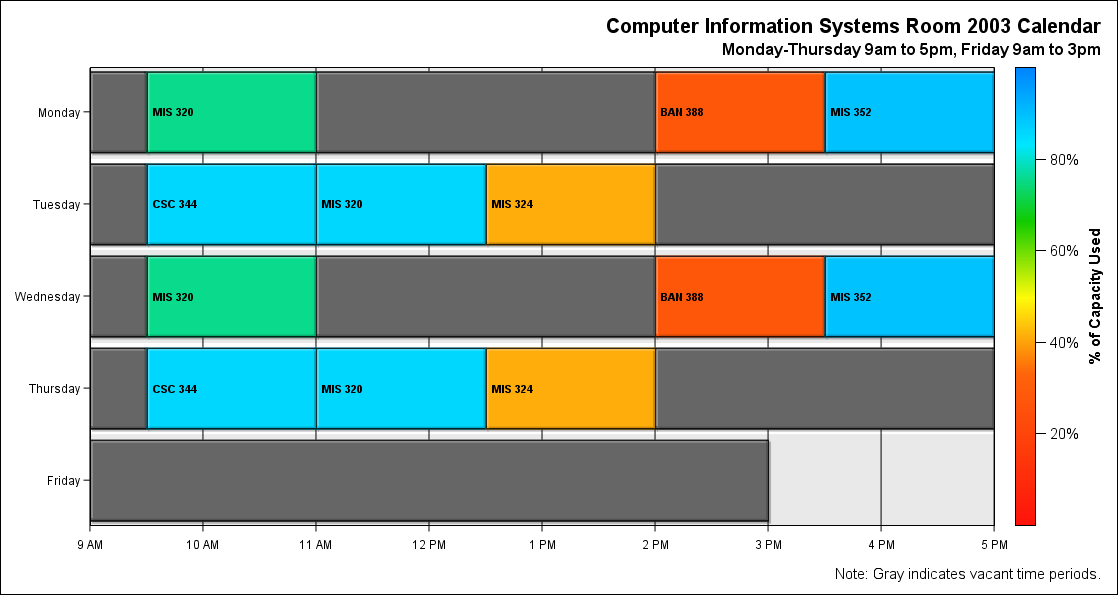 Computer Information Systems Room 2003 Calendar
Monday-Thursday 9am to 5pm, Friday 9am to 3pm
Monday
MIS 320
BAN 388
MIS 352
Tuesday
CSC 344
MIS 320
MIS 324
Wednesday
MIS 320
BAN 388
MIS 352
Thursday
CSC 344
MIS 320
MIS 324
Friday
9 AM
10 AM
11 AM
12 PM
1 PM
2 PM
3 PM
4 PM
5 PM
80%
60%
40%
20%
% of Capacity Used
Note: Gray indicates vacant time periods.